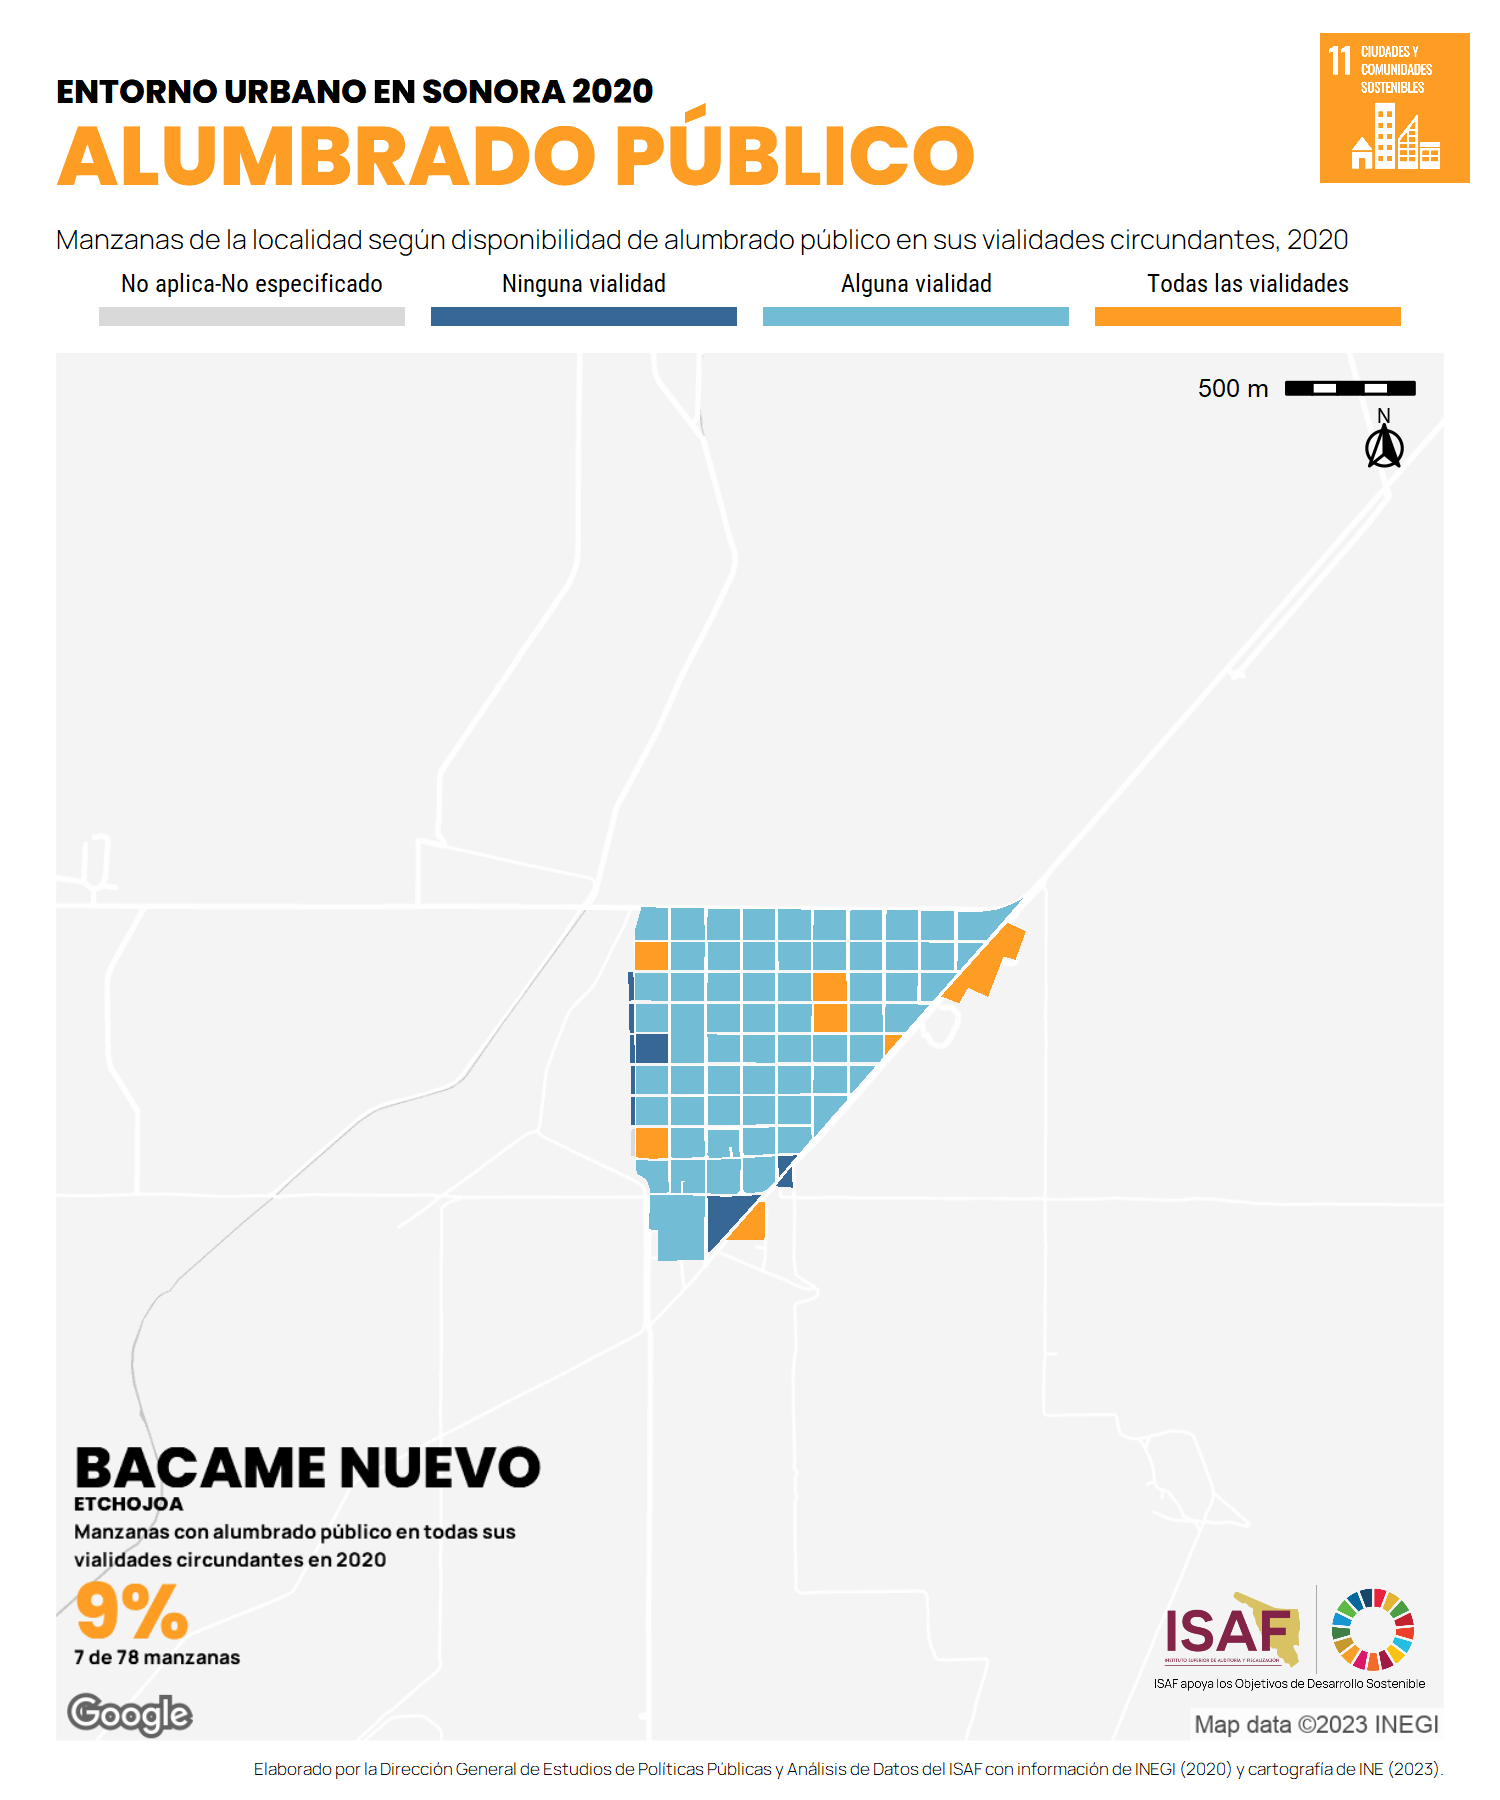 ENTORNO URBANO EN SONORA 2020
ALUMBRADO PÚBLICO
11 CIUDADES Y
COMUNIDADES
SOSTENIBLES
Manzanas de la localidad según disponibilidad de alumbrado público en sus vialidades circundantes, 2020
No aplica-No especificado Ninguna vialidad Alguna vialidad Todas las vialidades
500 m
N
BACAME NUEVO
ETCHOJOA
Manzanas con alumbrado público en todas sus
vialidades circundantes en 2020
9%
7 de 78 manzanas
Google
ISAF
INSTITUTO SUPERIOR DE AUDITORÍA Y FISCALIZACIÓN
ISAF apoya los Objetivos de Desarrollo Sostenible
Map data ©2023 INEGI
Elaborado por la Dirección General de Estudios de Políticas Públicas y Análisis de Datos del ISAF con información de INEGI (2020) y cartografía de INE (2023).